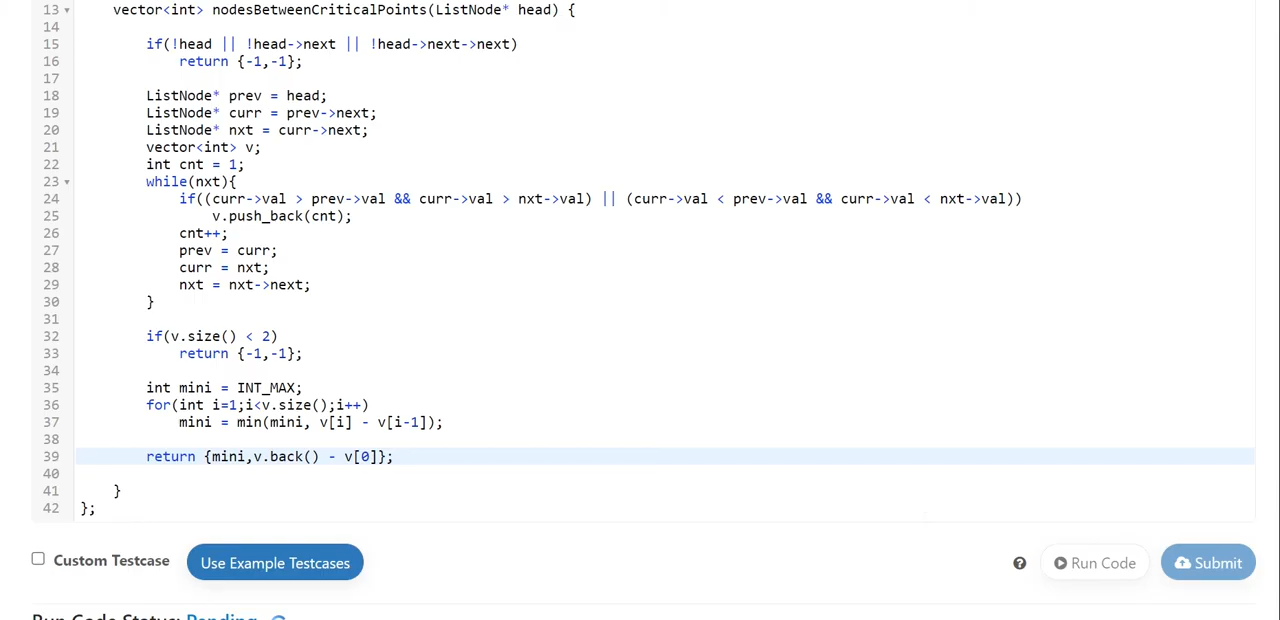 13 vector<int> nodesBetweenCriticalPoints(ListNode* head) {
14
15 if(!head || !head->next || !head->next->next)
16 return {-1,-1};
17
18 ListNode* prev = head;
19 ListNode* curr = prev->next;
20 ListNode* nxt = curr->next;
21 vector<int> v;
22 int cnt = 1;
23 while(nxt){
24 if((curr->val > prev->val && curr->val > nxt->val) || (curr->val < prev->val && curr->val < nxt->val))
25 v.push_back(cnt);
26 cnt++;
27 prev = curr;
28 curr = nxt;
29 nxt = nxt->next;
30 }
31
32 if(v.size() < 2)
33 return {-1,-1};
34
35 int mini = INT_MAX;
36 for(int i=1;i<v.size();i++)
37 mini = min(mini, v[i] - v[i-1]);
38
39 return {mini,v.back() - v[0]};
40
41 }
42 };
Custom Testcase Use Example Testcases ? Run Code Submit
Run Code Status: Pending